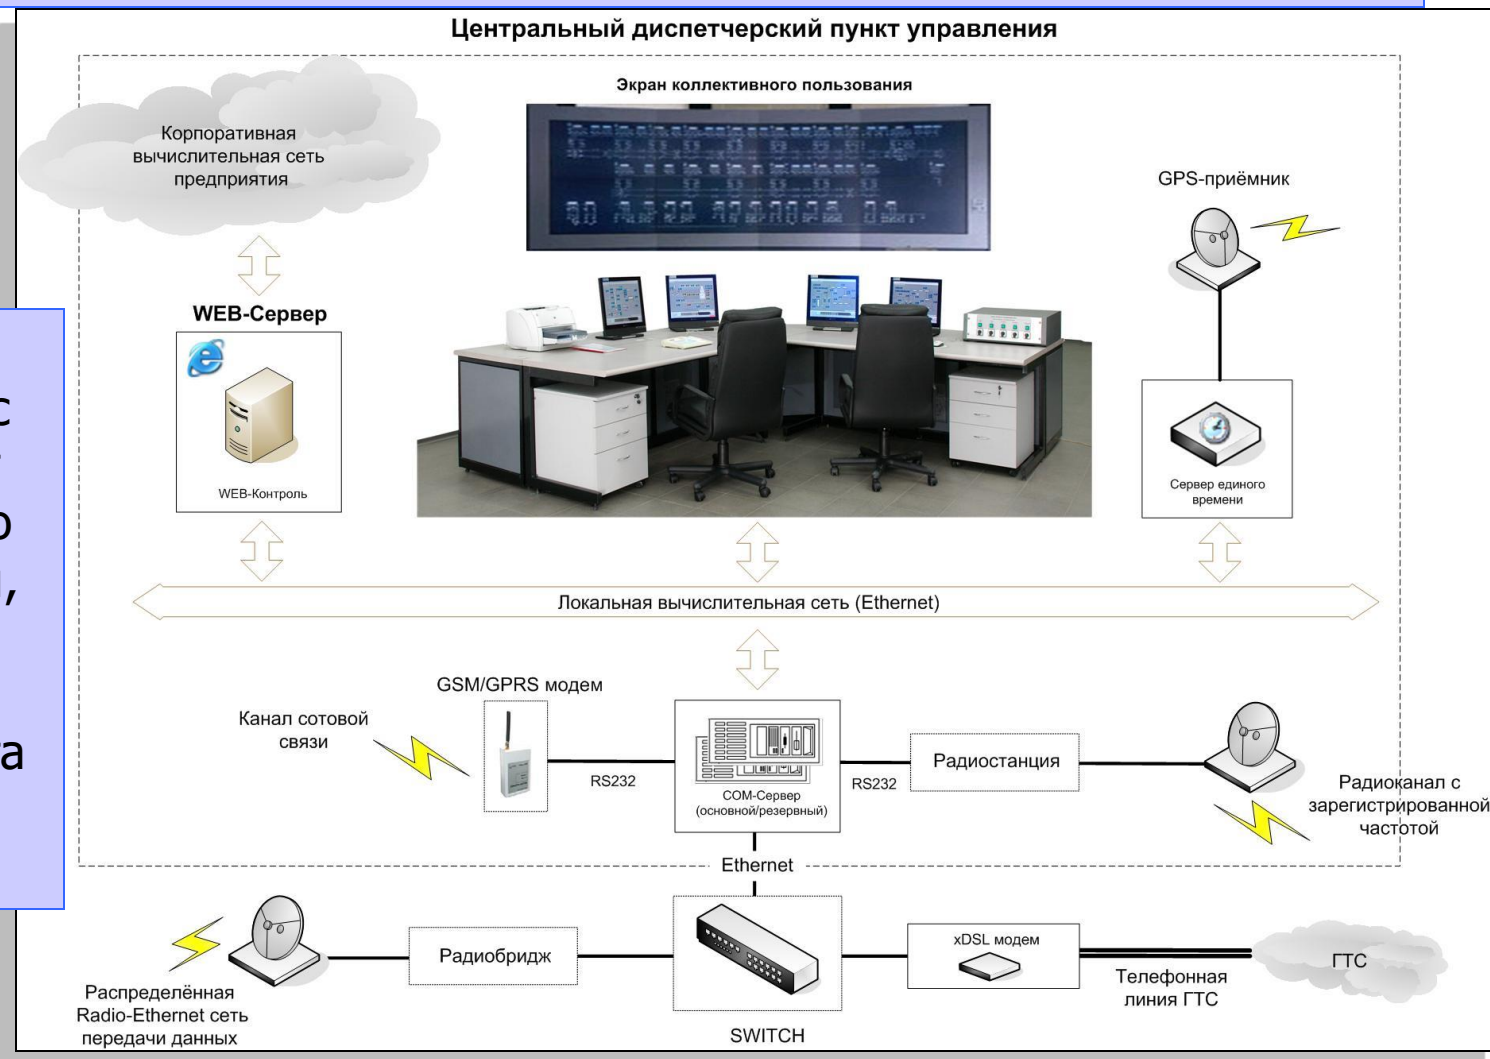 Центральный диспетчерский пункт управления
Экран коллективного пользования
Корпоративная
вычислительная сеть
предприятия
GPS-приёмник
WEB-Сервер
WEB-Контроль
Сервер единого
времени
Локальная вычислительная сеть (Ethernet)
GSM/GPRS модем
Канал сотовой
связи
RS232
COM-Сервер
(основной/резервный)
RS232
Радиостанция
Радиоканал с
зарегистрированной
частотой
Ethernet
Радиобридж
xDSL модем
ГТС
Телефонная
линия ГТС
Распределённая
Radio-Ethernet сеть
передачи данных
SWITCH